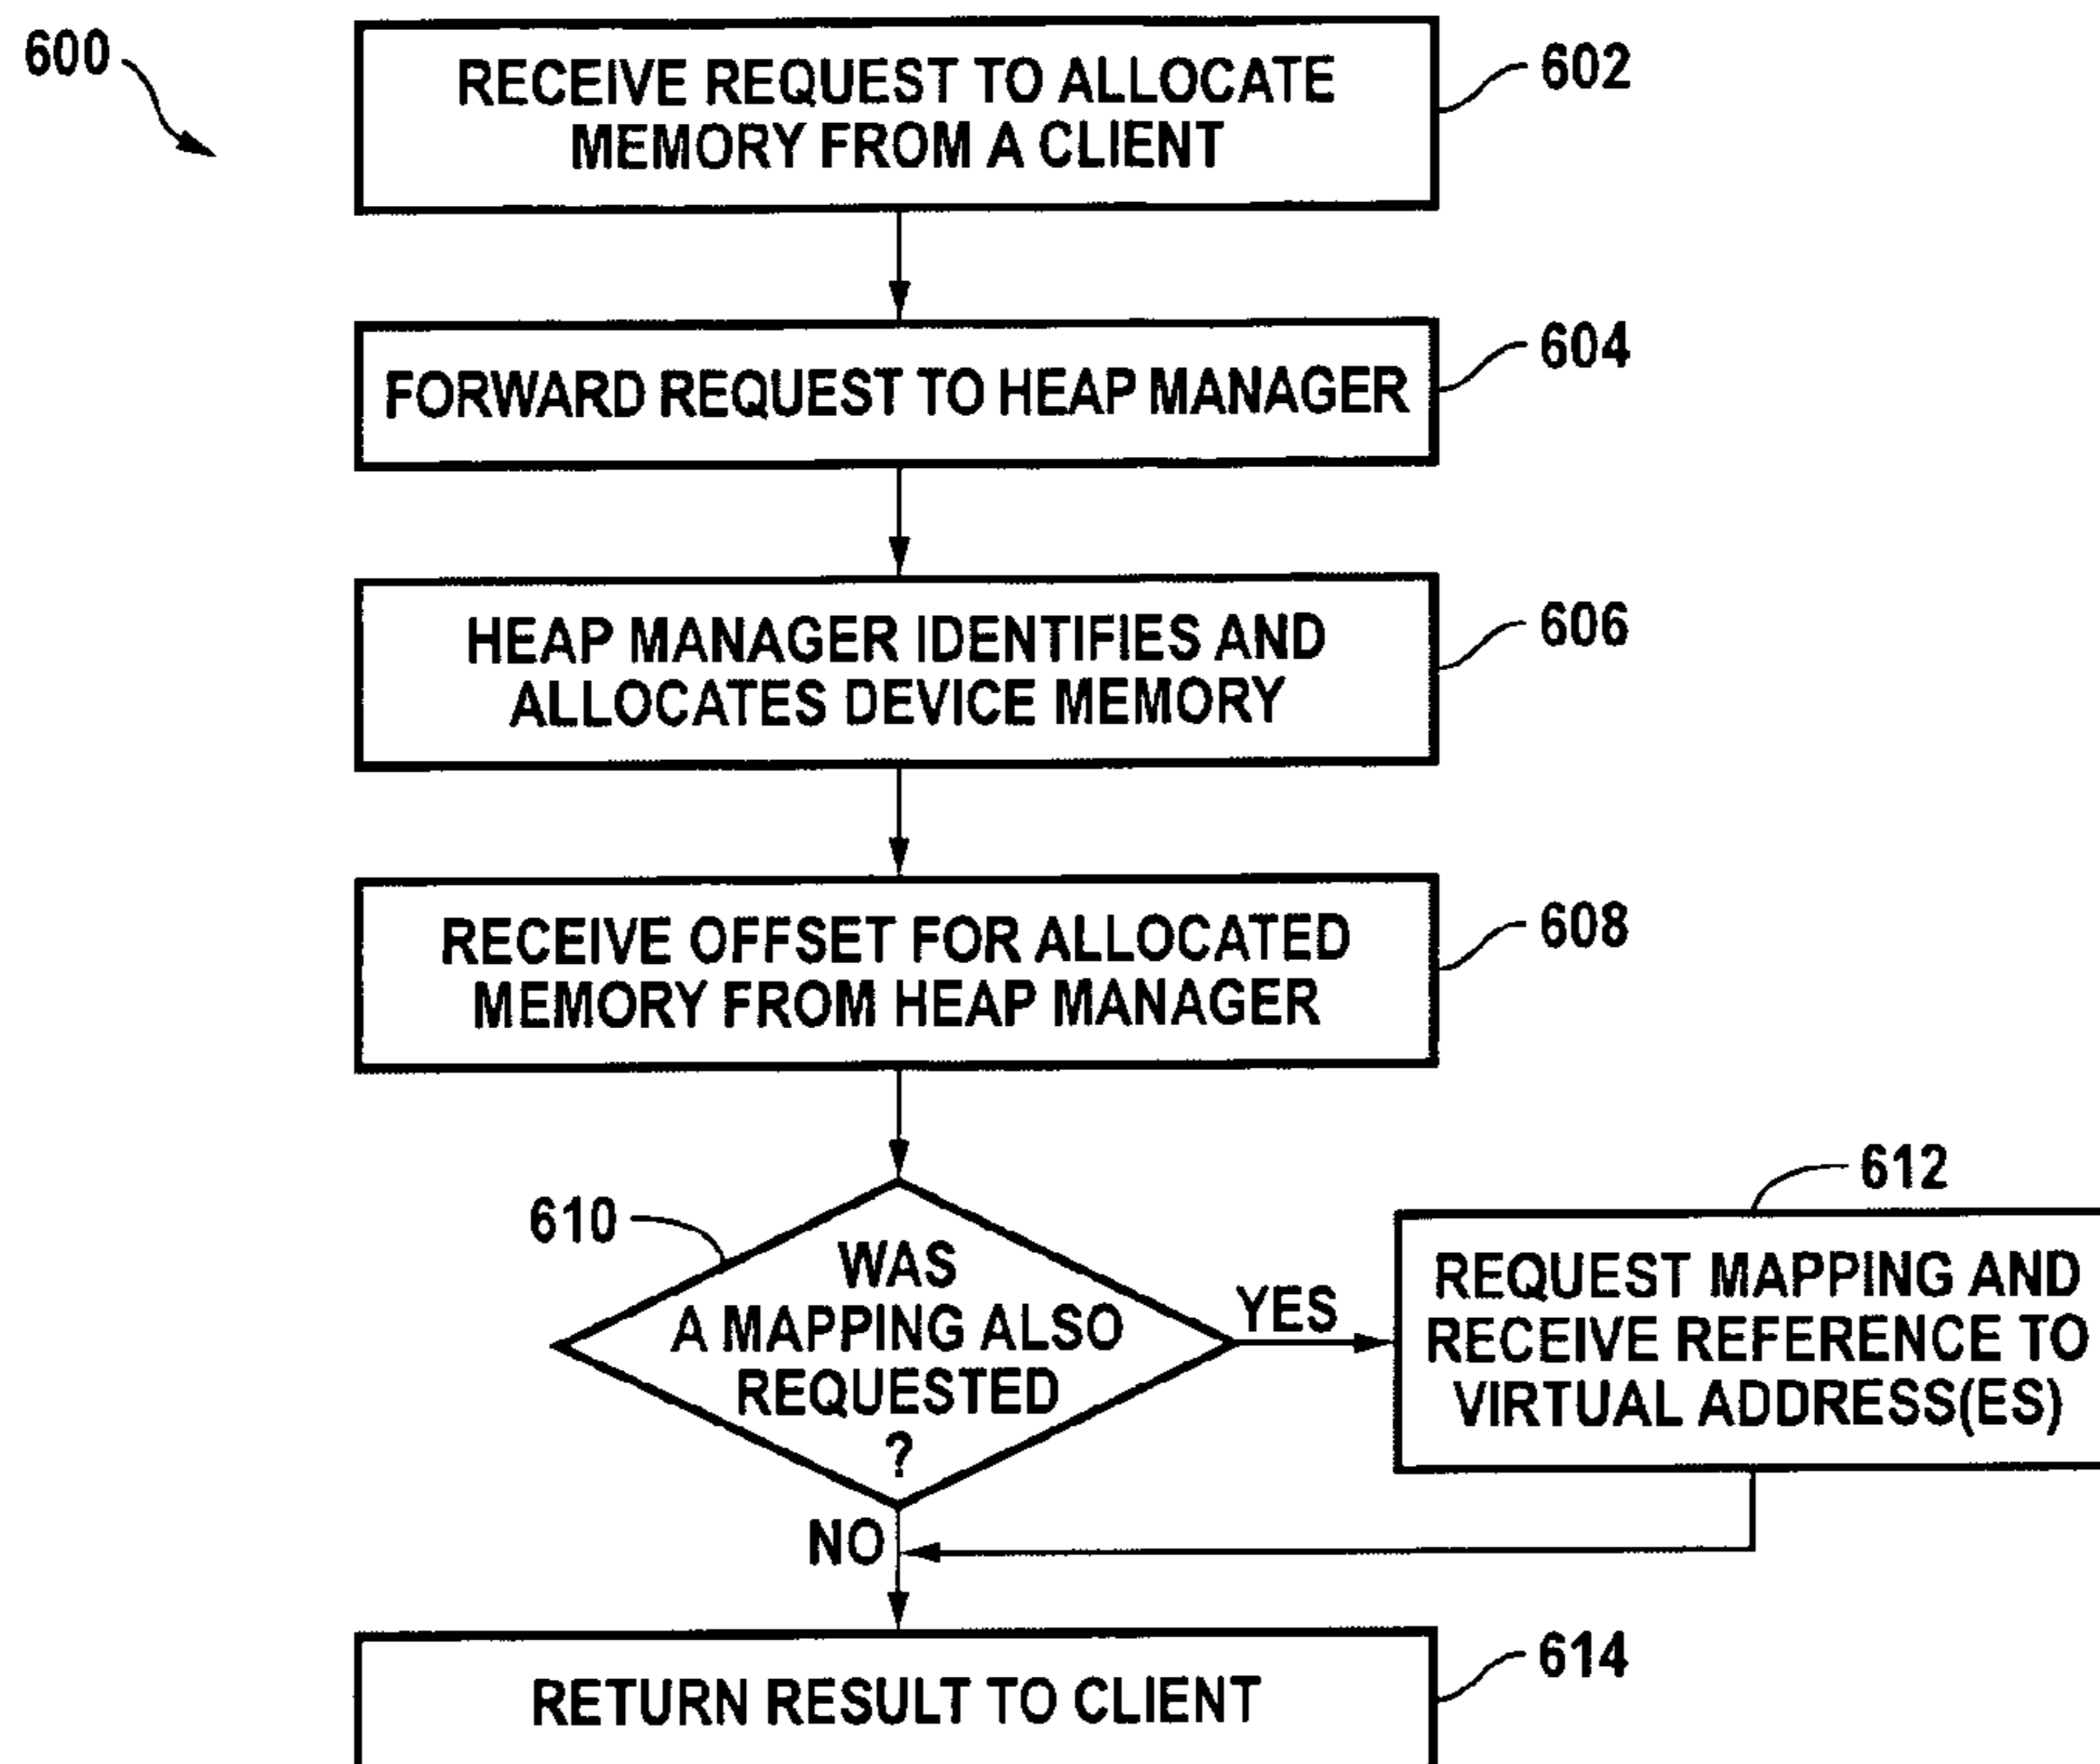 600
RECEIVE REQUEST TO ALLOCATE
MEMORY FROM A CLIENT
602
FORWARD REQUEST TO HEAP MANAGER
604
HEAP MANAGER IDENTIFIES AND
ALLOCATES DEVICE MEMORY
606
RECEIVE OFFSET FOR ALLOCATED
MEMORY FROM HEAP MANAGER
608
610
WAS
A MAPPING ALSO
REQUESTED
?
YES
612
REQUEST MAPPING AND
RECEIVE REFERENCE TO
VIRTUAL ADDRESS(ES)
NO
RETURN RESULT TO CLIENT
614